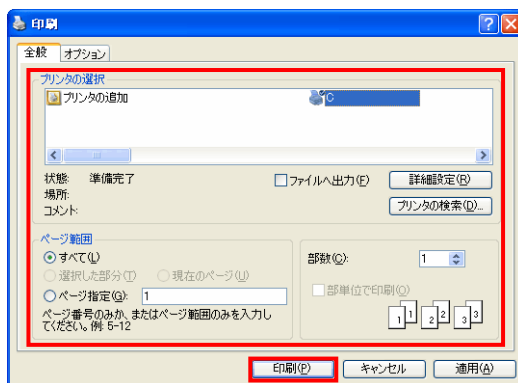 印刷
全般
オプション
プリンタの選択
プリンタの追加
C
状態: 準備完了
場所:
コメント:
ファイルへ出力(F)
詳細設定(R)
プリンタの検索(D)...
ページ範囲
すべて(L)
選択した部分(T)
現在のページ(U)
ページ指定(G): 1
ページ番号のみか、またはページ範囲のみを入力し
てください。例: 5-12
部数(C): 1
部単位で印刷(O)
1 1 2 2 3 3
印刷(P)
キャンセル
適用(A)